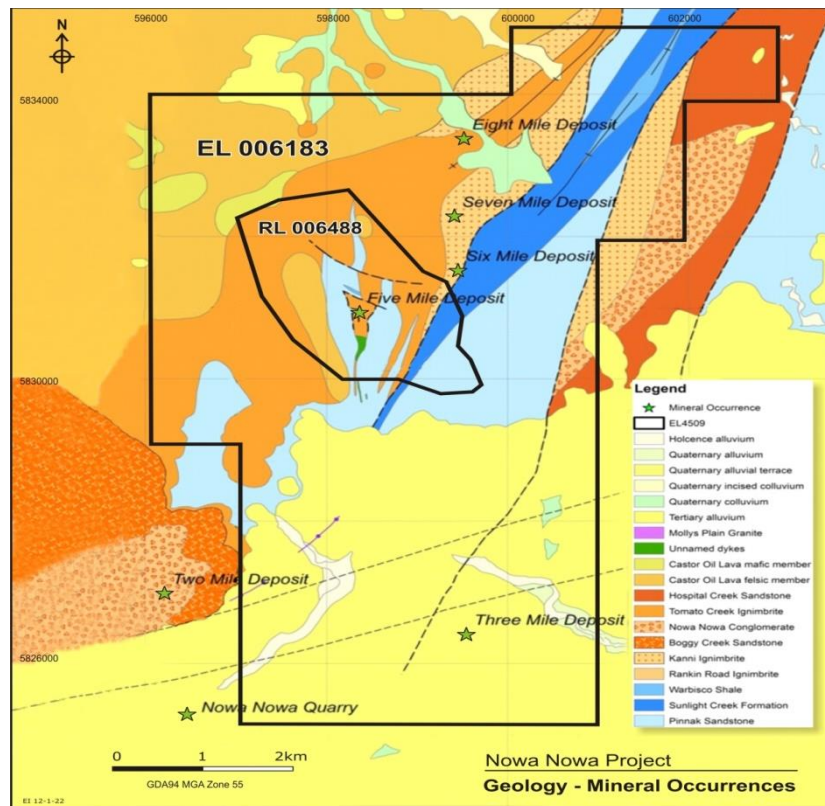 596000
598000
600000
602000
N
5834000
Eight Mile Deposit
EL 006183
Seven Mile Deposit
RL 006488
Six Mile Deposit
Five Mile Deposit
5830000
Legend
Mineral Occurrence
EL4509
Holcence alluvium
Quaternary alluvium
Quaternary alluvial terrace
Quaternary incised colluvium
Quaternary colluvium
Tertiary alluvium
Mollys Plain Granite
Unnamed dykes
Castor Oil Lava mafic member
Castor Oil Lava felsic member
Hospital Creek Sandstone
Tomato Creek Ignimbrite
Nowa Nowa Conglomerate
Boggy Creek Sandstone
Kanni Ignimbrite
Rankin Road Ignimbrite
Warbisco Shale
Sunlight Creek Formation
Pinnak Sandstone
Two Mile Deposit
Three Mile Deposit
5826000
Nowa Nowa Quarry
0 1 2km
GDA94 MGA Zone 55
Nowa Nowa Project
Geology - Mineral Occurrences
EI 12-1-22